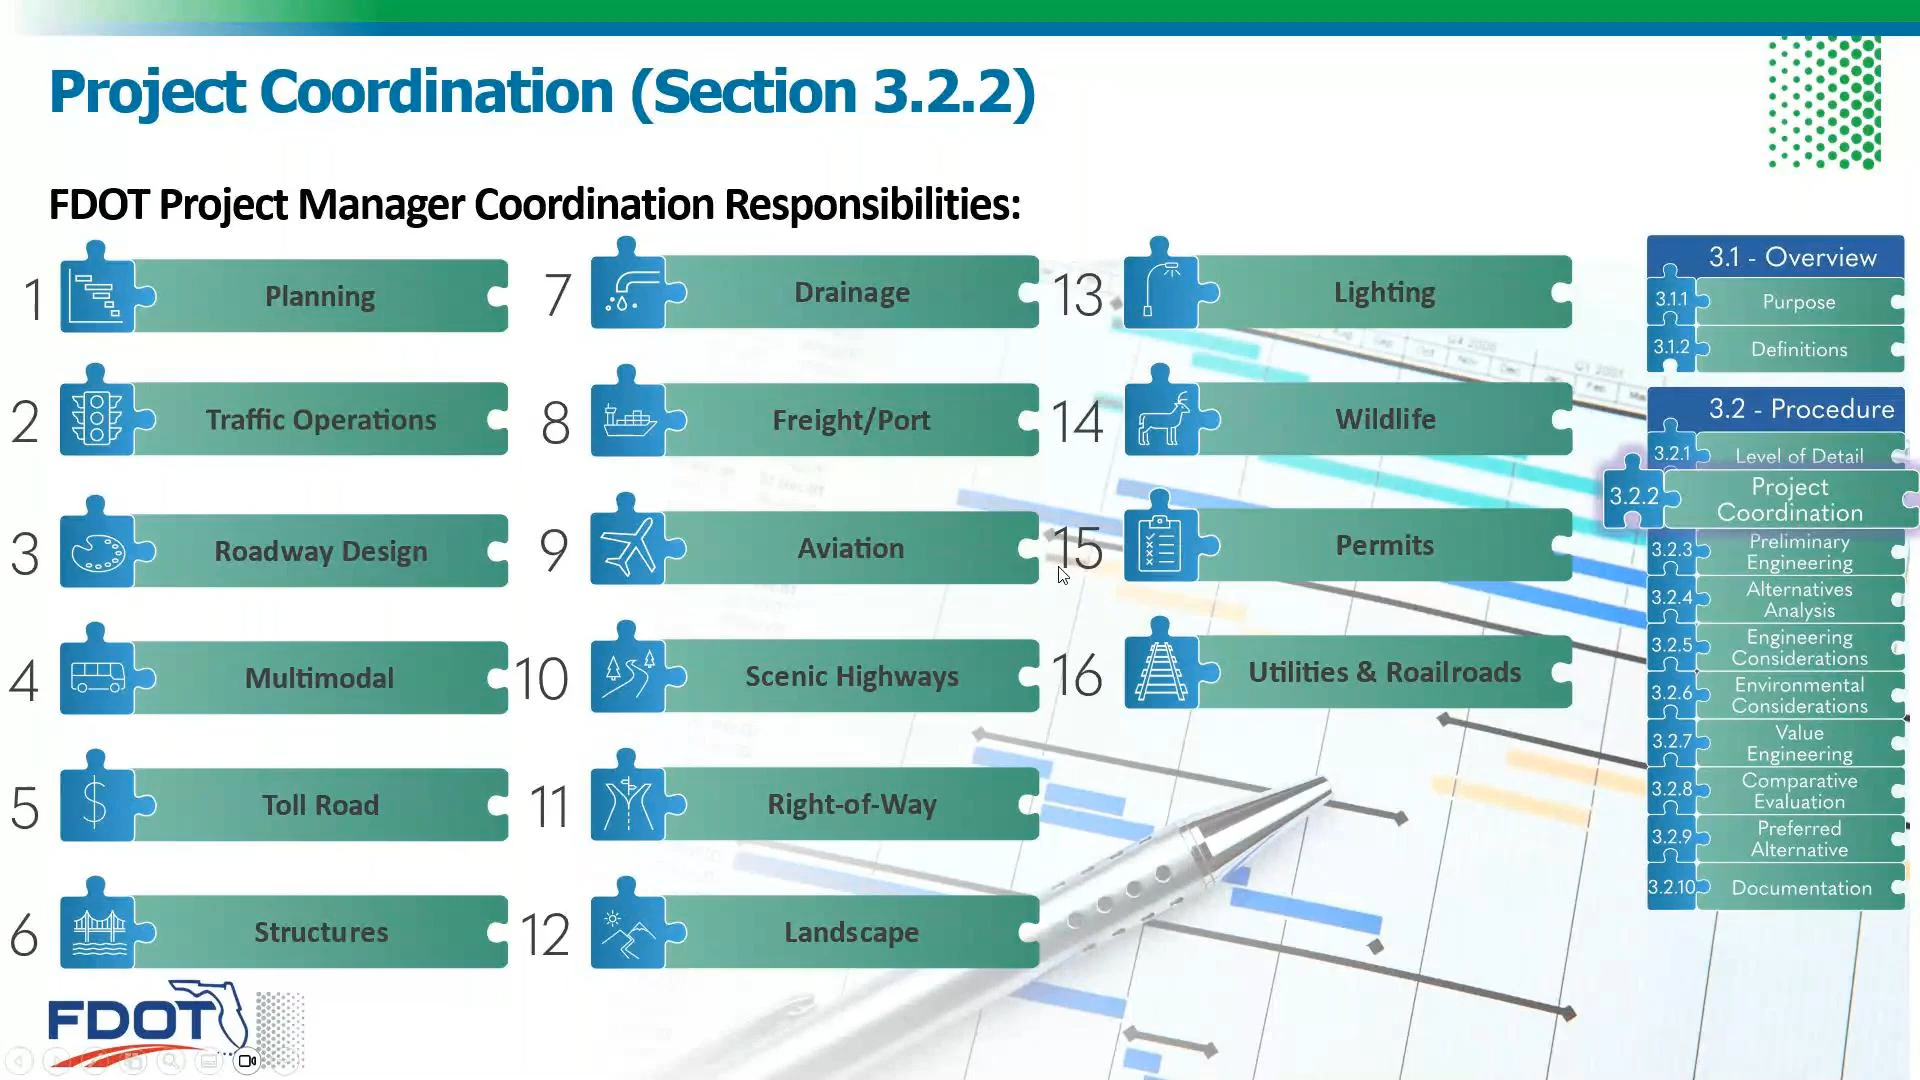 Project Coordination (Section 3.2.2)
FDOT Project Manager Coordination Responsibilities:
1 Planning
2 Traffic Operations
3 Roadway Design
4 Multimodal
5 Toll Road
6 Structures
7 Drainage
8 Freight/Port
9 Aviation
10 Scenic Highways
11 Right-of-Way
12 Landscape
13 Lighting
14 Wildlife
15 Permits
16 Utilities & Roailroads
3.1 - Overview
3.1.1 Purpose
3.1.2 Definitions
3.2 - Procedure
3.2.1 Level of Detail
3.2.2 Project
Coordination
3.2.3 Preliminary
Engineering
3.2.4 Alternatives
Analysis
3.2.5 Engineering
Considerations
3.2.6 Environmental
Considerations
3.2.7 Value
Engineering
3.2.8 Comparative
Evaluation
3.2.9 Preferred
Alternative
3.2.10 Documentation
FDOT